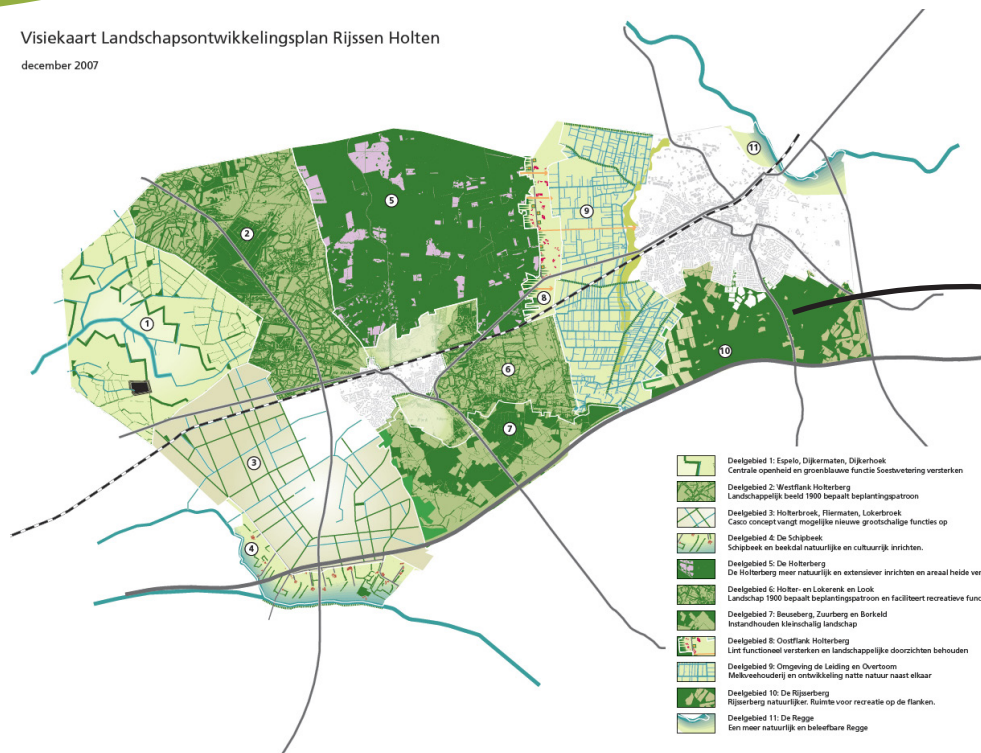 Visiekaart Landschapsontwikkelingsplan Rijssen Holten
december 2007
11
5
9
2
8
1
10
6
7
3
4
Deelgebied 1: Espelo, Dijkermaten, Dijkerhoek
Centrale openheid en groenblauwe functie Soestwetering versterken
Deelgebied 2: Westflank Holterberg
Landschappelijk beeld 1900 bepaalt beplantingspatroon
Deelgebied 3: Holterbroek, Fliermaten, Lokerbroek
Casco concept vangt mogelijke nieuwe grootschalige functies op
Deelgebied 4: De Schipbeek
Schipbeek en beekdal natuurlijke en cultuurrijk inrichten.
Deelgebied 5: De Holterberg
De Holterberg meer natuurlijk en extensiever inrichten en areaal heide ver
Deelgebied 6: Holter- en Lokerenk en Look
Landschap 1900 bepaalt beplantingspatroon en faciliteert recreatieve func
Deelgebied 7: Beuseberg, Zuurberg en Borkeld
Instandhouden kleinschalig landschap
Deelgebied 8: Oostflank Holterberg
Lint functioneel versterken en landschappelijke doorzichten behouden
Deelgebied 9: Omgeving de Leiding en Overtoom
Melkveehouderij en ontwikkeling natte natuur naast elkaar
Deelgebied 10: De Rijsserberg
Rijsserberg natuurlijker. Ruimte voor recreatie op de flanken.
Deelgebied 11: De Regge
Een meer natuurlijk en beleefbare Regge